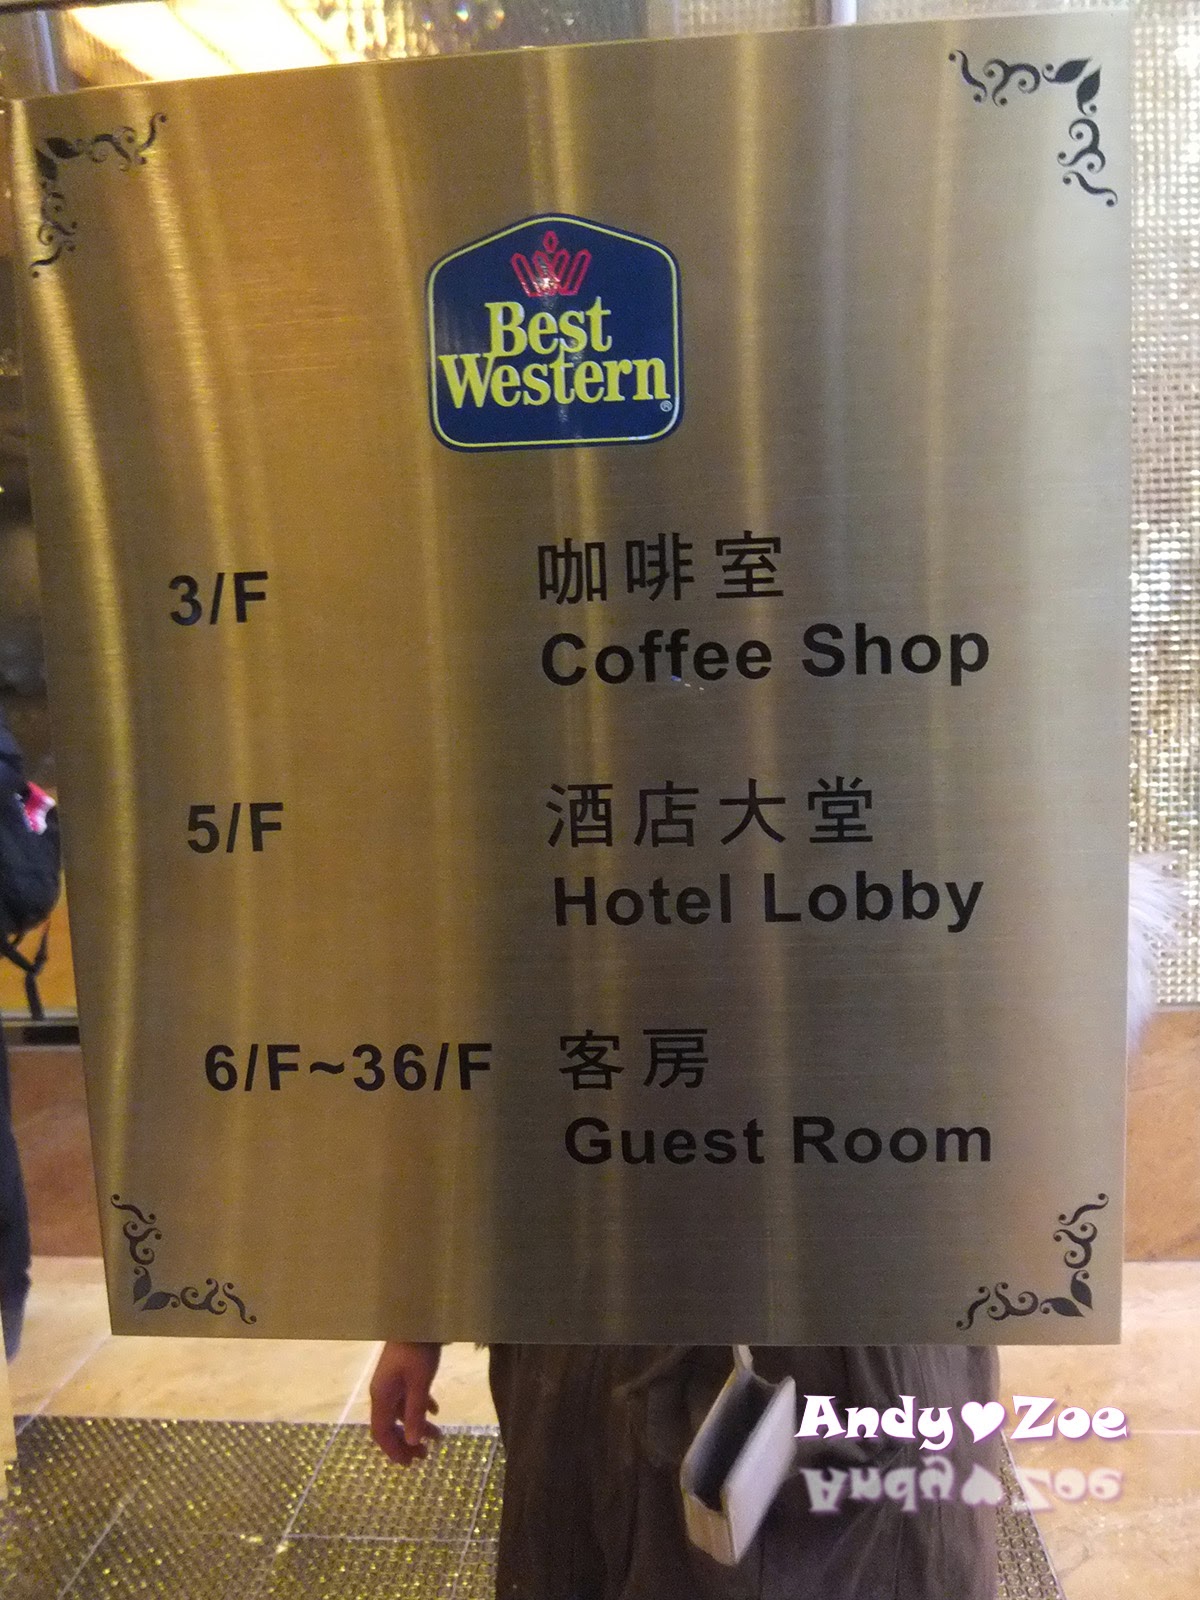 Best
Western
®
3/F 咖啡室
Coffee Shop
5/F 酒店大堂
Hotel Lobby
6/F~36/F 客房
Guest Room
Andy♥Zoe